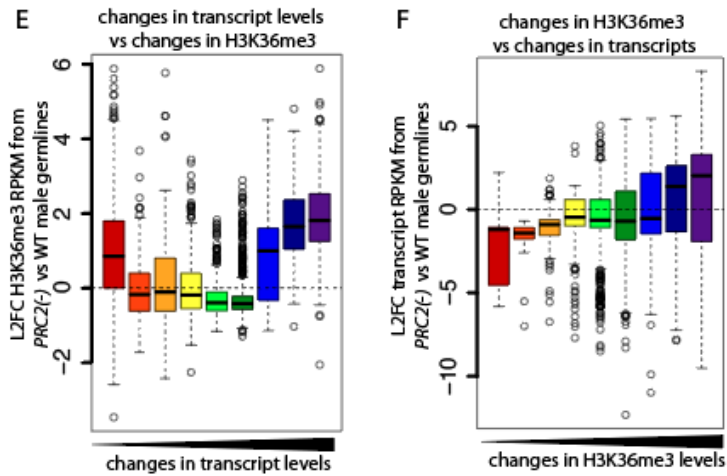 E
changes in transcript levels
vs changes in H3K36me3
L2FC H3K36me3 RPKM from
PRC2(-) vs WT male germlines
6
4
2
0
−2
changes in transcript levels
F
changes in H3K36me3
vs changes in transcripts
L2FC transcript RPKM from
PRC2(-) vs WT male germlines
5
0
−5
−10
changes in H3K36me3 levels